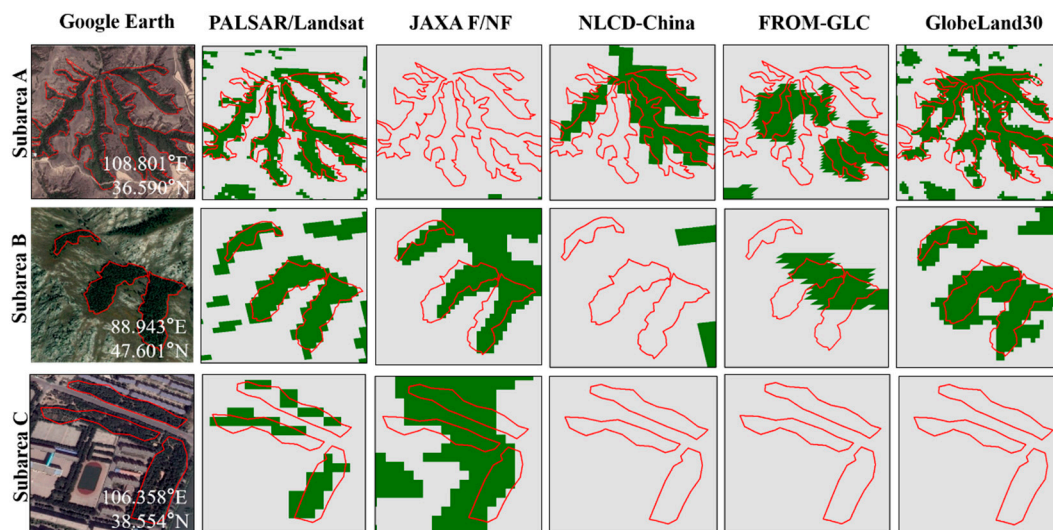 Google Earth PALSAR/Landsat JAXA F/NF NLCD-China FROM-GLC GlobeLand30
Subarea A
108.801°E
36.590°N
Subarea B
88.943°E
47.601°N
Subarea C
106.358°E
38.554°N